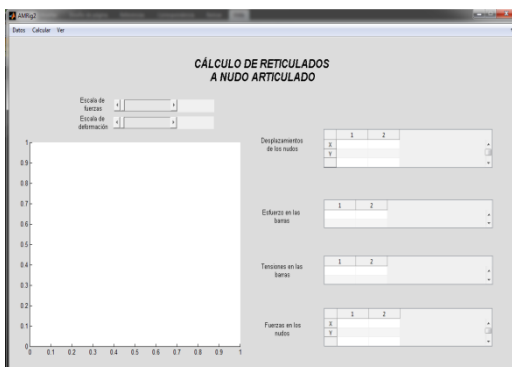 AMRig2
Datos Calcular Ver
CÁLCULO DE RETICULADOS
A NUDO ARTICULADO
Escala de
fuerzas
Escala de
deformación
1
0.9
0.8
0.7
0.6
0.5
0.4
0.3
0.2
0.1
0
0 0.1 0.2 0.3 0.4 0.5 0.6 0.7 0.8 0.9 1
Desplazamientos
de los nudos
1 2
X
Y
Esfuerzo en las
barras
1 2
Tensiones en las
barras
1 2
Fuerzas en los
nudos
1 2
X
Y